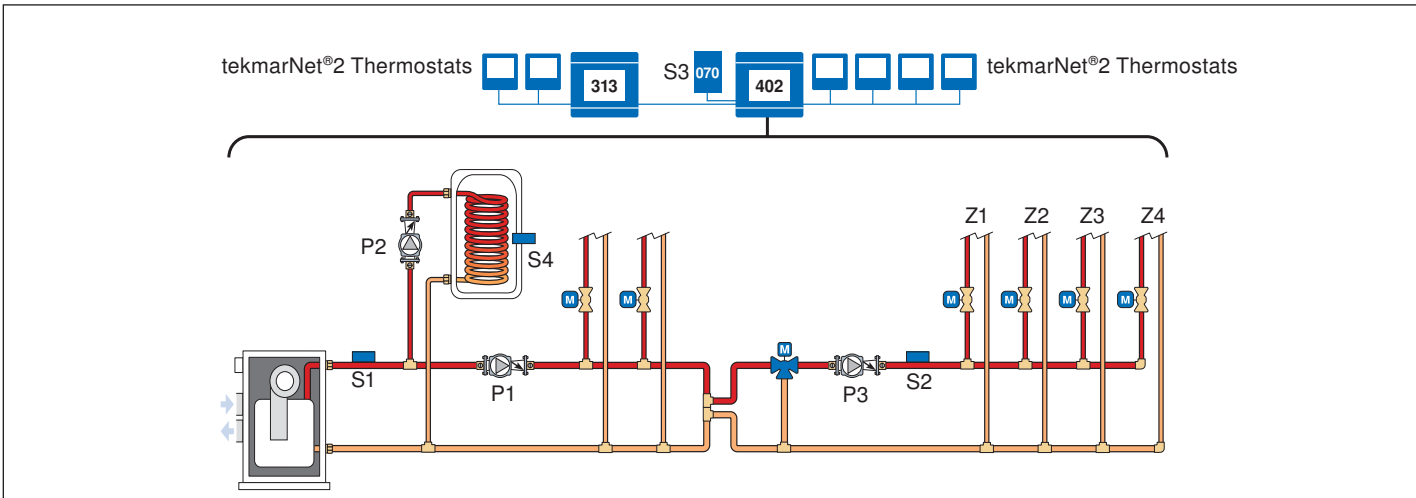 tekmarNet®2 Thermostats
313
S3
070
402
tekmarNet®2 Thermostats
P2
S4
Z1
Z2
Z3
Z4
M
M
M
M
M
M
M
S1
P1
P3
S2